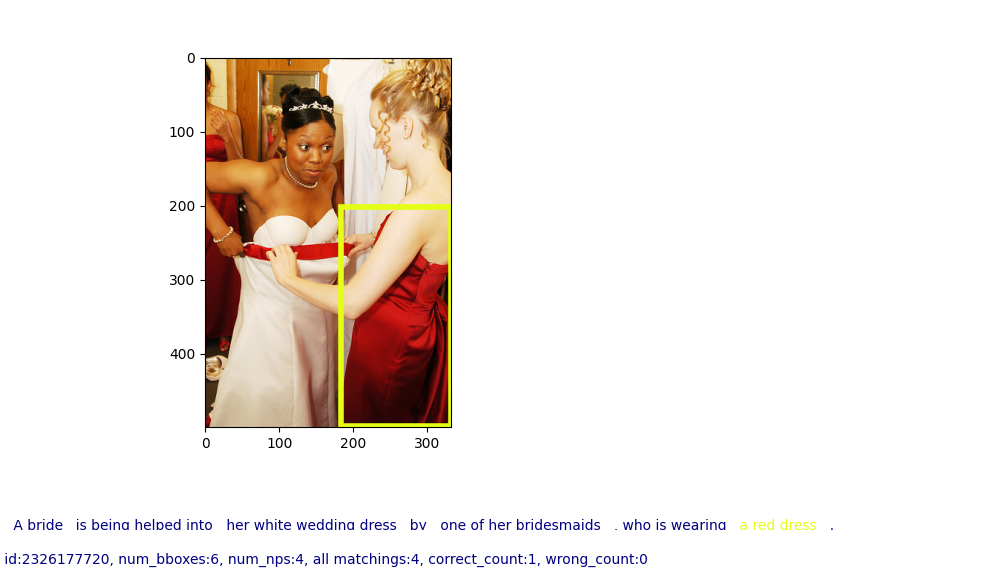 0
100
200
300
400
0 100 200 300
A bride is being helped into her white wedding dress by one of her bridesmaids , who is wearing a red dress .
id:2326177720, num_bboxes:6, num_nps:4, all matchings:4, correct_count:1, wrong_count:0